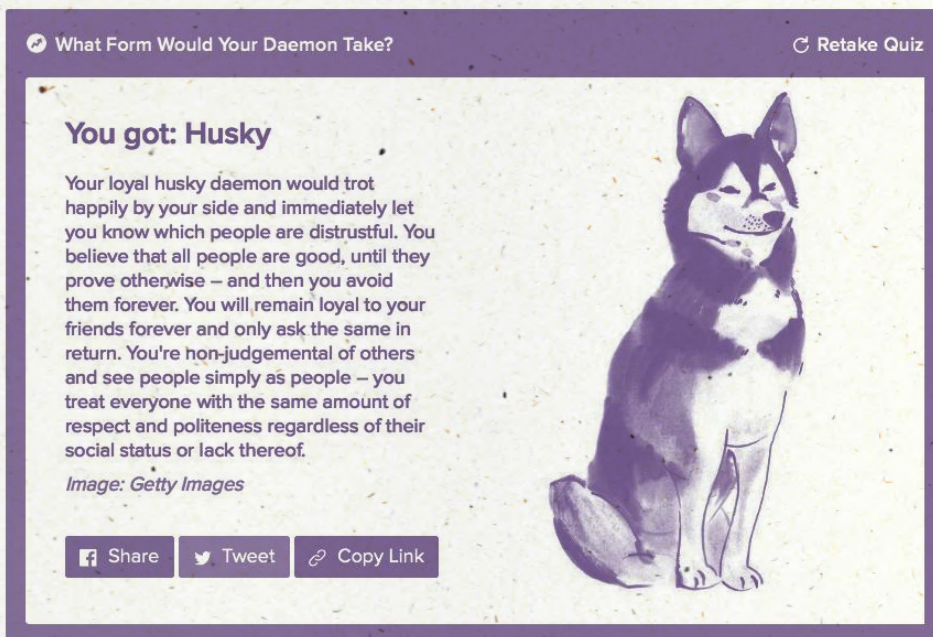 What Form Would Your Daemon Take?
Retake Quiz
You got: Husky
Your loyal husky daemon would trot
happily by your side and immediately let
you know which people are distrustful. You
believe that all people are good, until they
prove otherwise – and then you avoid
them forever. You will remain loyal to your
friends forever and only ask the same in
return. You're non-judgemental of others
and see people simply as people – you
treat everyone with the same amount of
respect and politeness regardless of their
social status or lack thereof.
Image: Getty Images
Share
Tweet
Copy Link